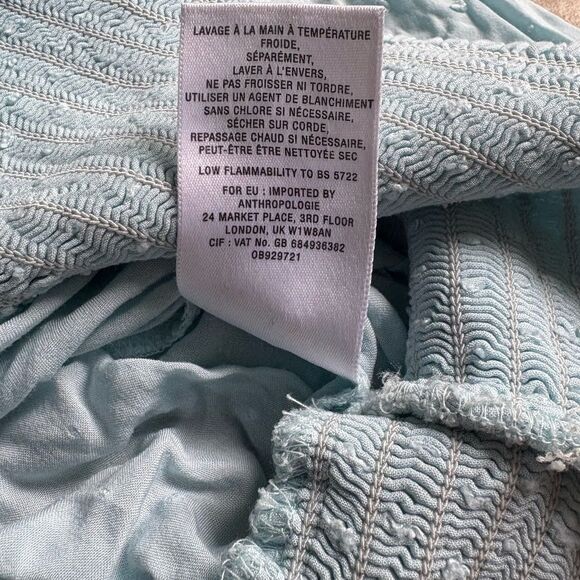 LAVAGE À LA MAIN À TEMPÉRATURE
FROIDE,
SÉPARÉMENT,
LAVER À L'ENVERS,
NE PAS FROISSER NI TORDRE,
UTILISER UN AGENT DE BLANCHIMENT
SANS CHLORE SI NÉCESSAIRE,
SÉCHER SUR CORDE,
REPASSAGE CHAUD SI NÉCESSAIRE,
PEUT-ÊTRE ÊTRE NETTOYÉE SEC
LOW FLAMMABILITY TO BS 5722
FOR EU : IMPORTED BY
ANTHROPOLOGIE
24 MARKET PLACE, 3RD FLOOR
LONDON, UK W1W8AN
CIF : VAT No. GB 684936382
OB929721